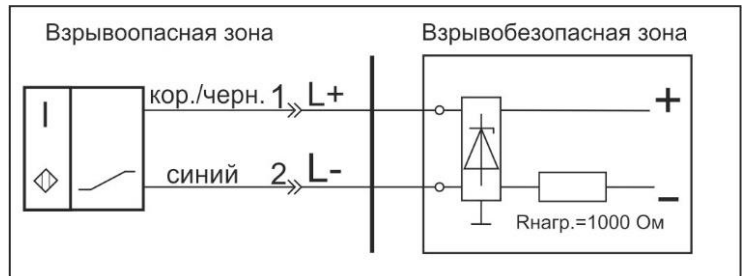 Взрывоопасная зона
Взрывобезопасная зона
I
кор./черн. 1 L+
+
синий 2 L-
–
Rнагр.=1000 Ом